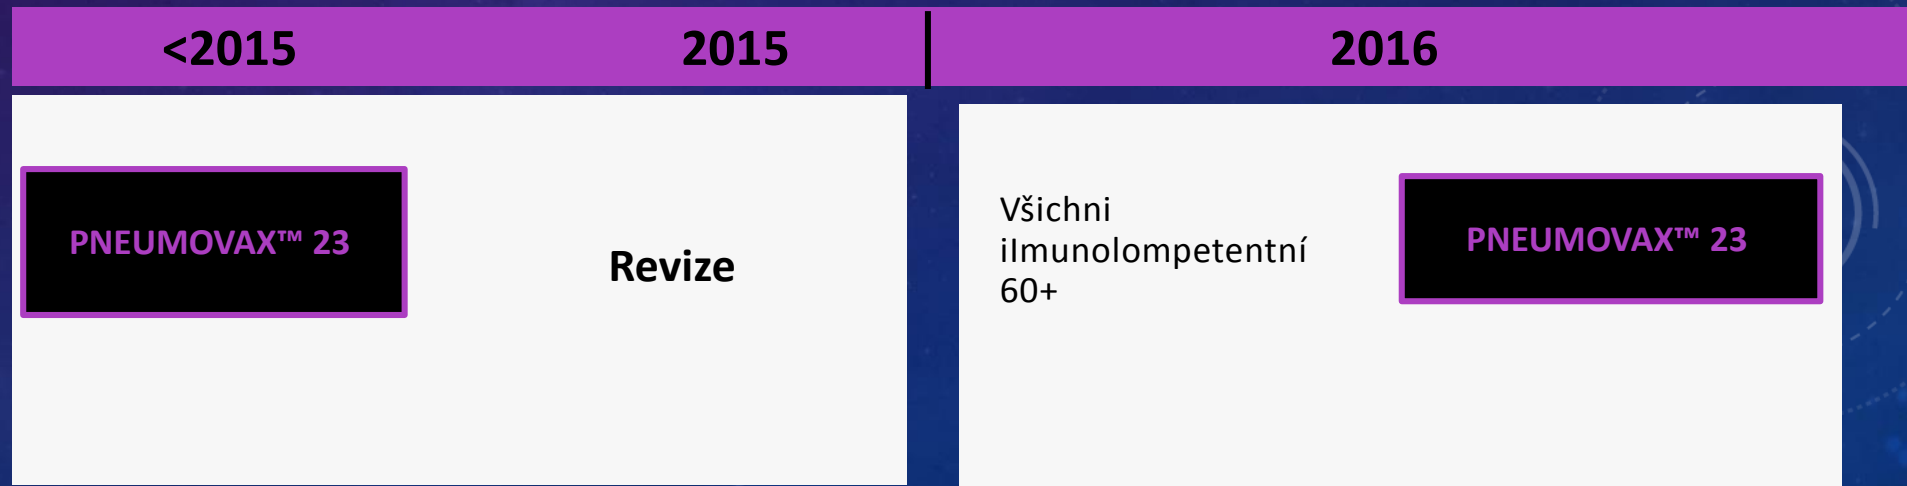 <2015
2015
2016
PNEUMOVAX™ 23
Revize
Všichni
iImunolompetentní
60+
PNEUMOVAX™ 23